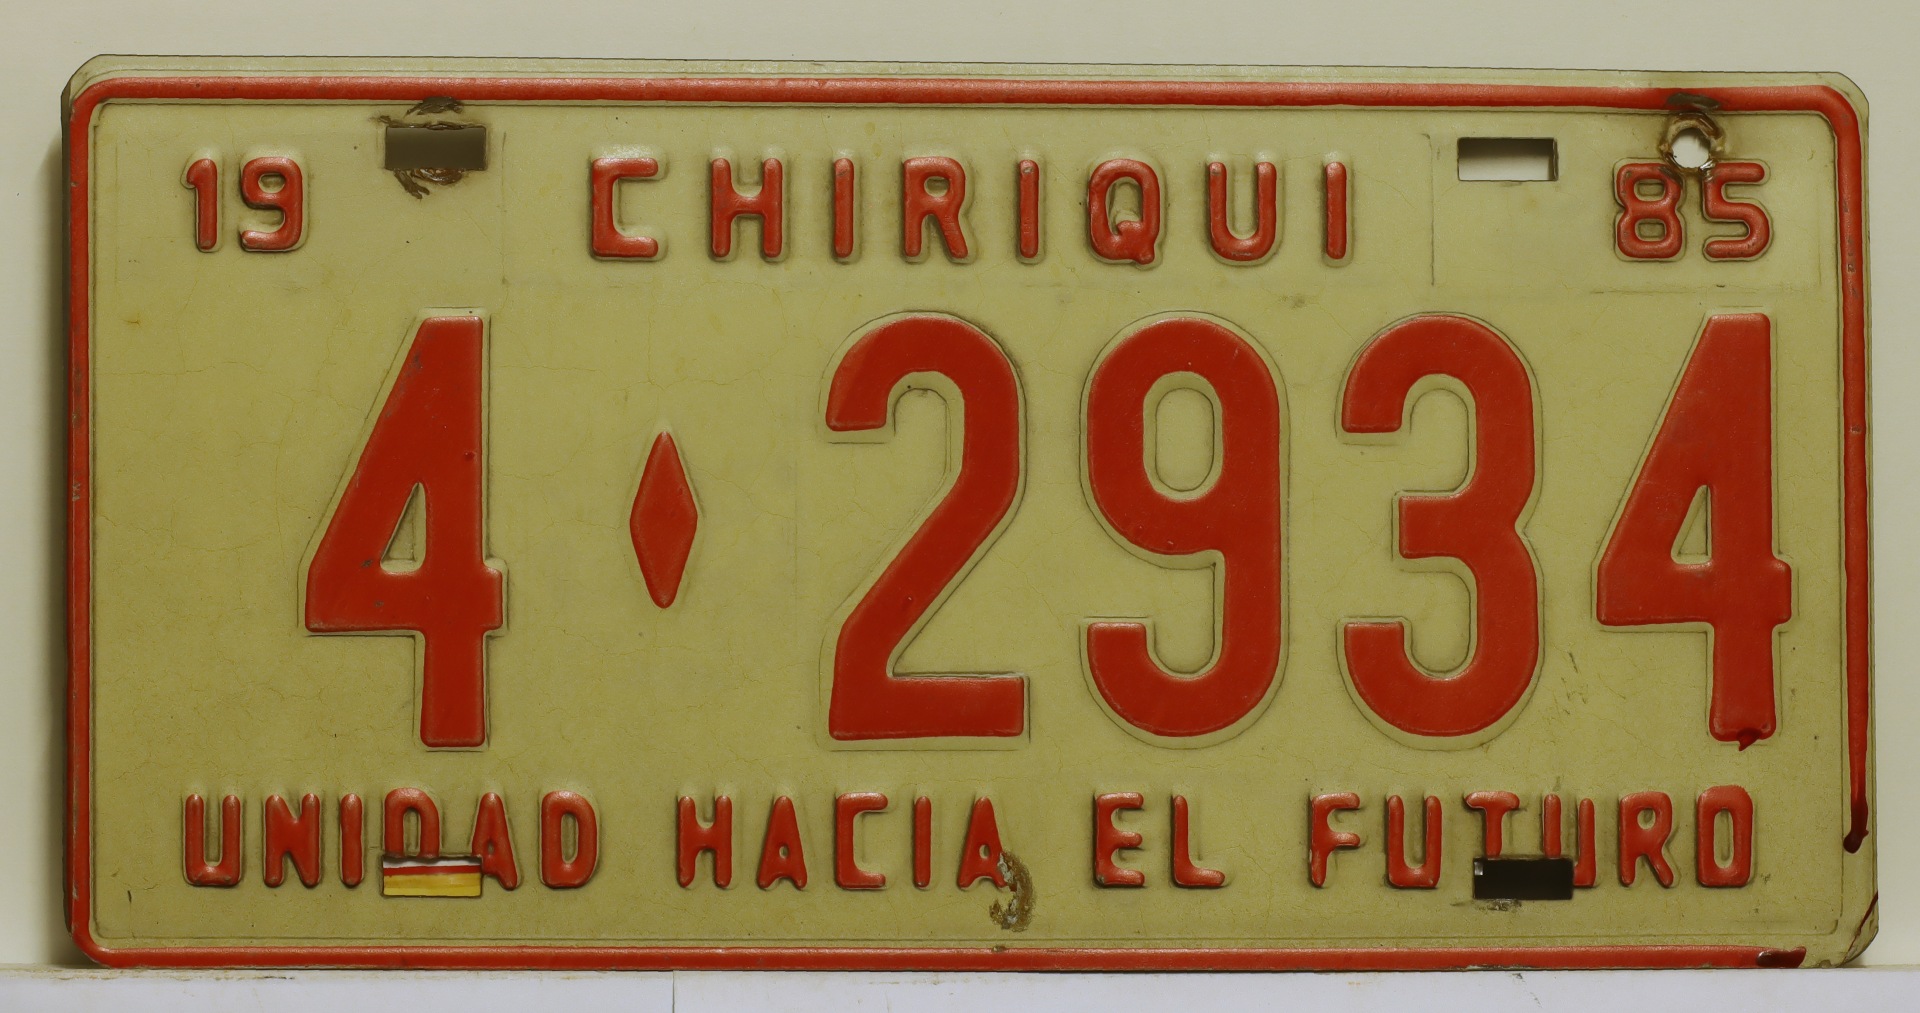 19 CHIRIQUI 85
4♦2934
UNIDAD HACIA EL FUTURO